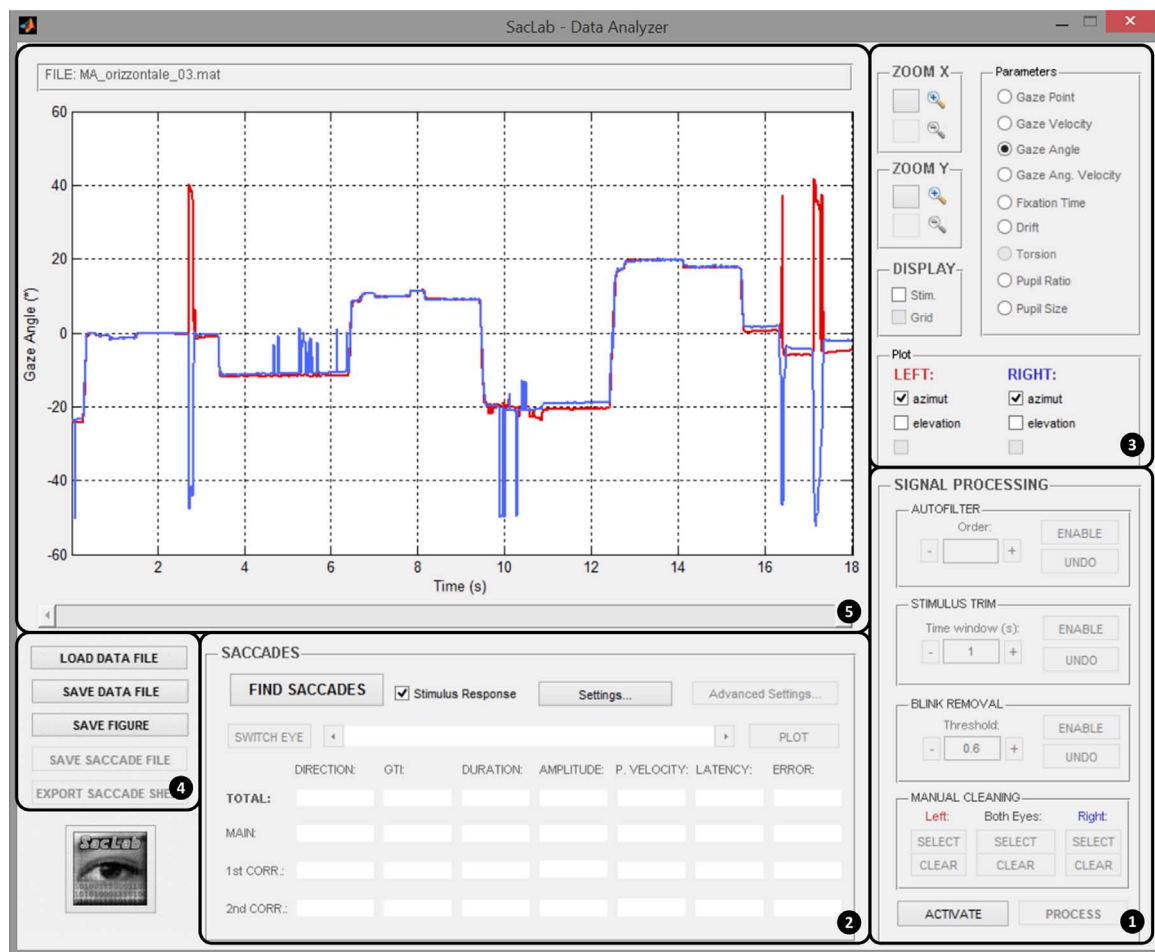 SacLab - Data Analyzer
FILE: MA_orizzontale_03.mat
60
40
20
0
-20
-40
-60
Gaze Angle (°)
2 4 6 8 10 12 14 16 18
Time (s)
5
ZOOM X
ZOOM Y
DISPLAY
Stim.
Grid
Parameters
Gaze Point
Gaze Velocity
Gaze Angle
Gaze Ang. Velocity
Fixation Time
Drift
Torsion
Pupil Ratio
Pupil Size
Plot
LEFT: RIGHT:
azimut azimut
elevation elevation
3
LOAD DATA FILE
SAVE DATA FILE
SAVE FIGURE
SAVE SACCADE FILE
EXPORT SACCADE SHE
4
SacLab
SACCADES
FIND SACCADES Stimulus Response Settings... Advanced Settings...
SWITCH EYE PLOT
DIRECTION: GTI: DURATION: AMPLITUDE: P. VELOCITY: LATENCY: ERROR:
TOTAL:
MAIN:
1st CORR.:
2nd CORR.:
2
SIGNAL PROCESSING
AUTOFILTER
Order: ENABLE
- + UNDO
STIMULUS TRIM
Time window (s): ENABLE
- 1 + UNDO
BLINK REMOVAL
Threshold: ENABLE
- 0.6 + UNDO
MANUAL CLEANING
Left: Both Eyes: Right:
SELECT SELECT SELECT
CLEAR CLEAR CLEAR
ACTIVATE PROCESS
1